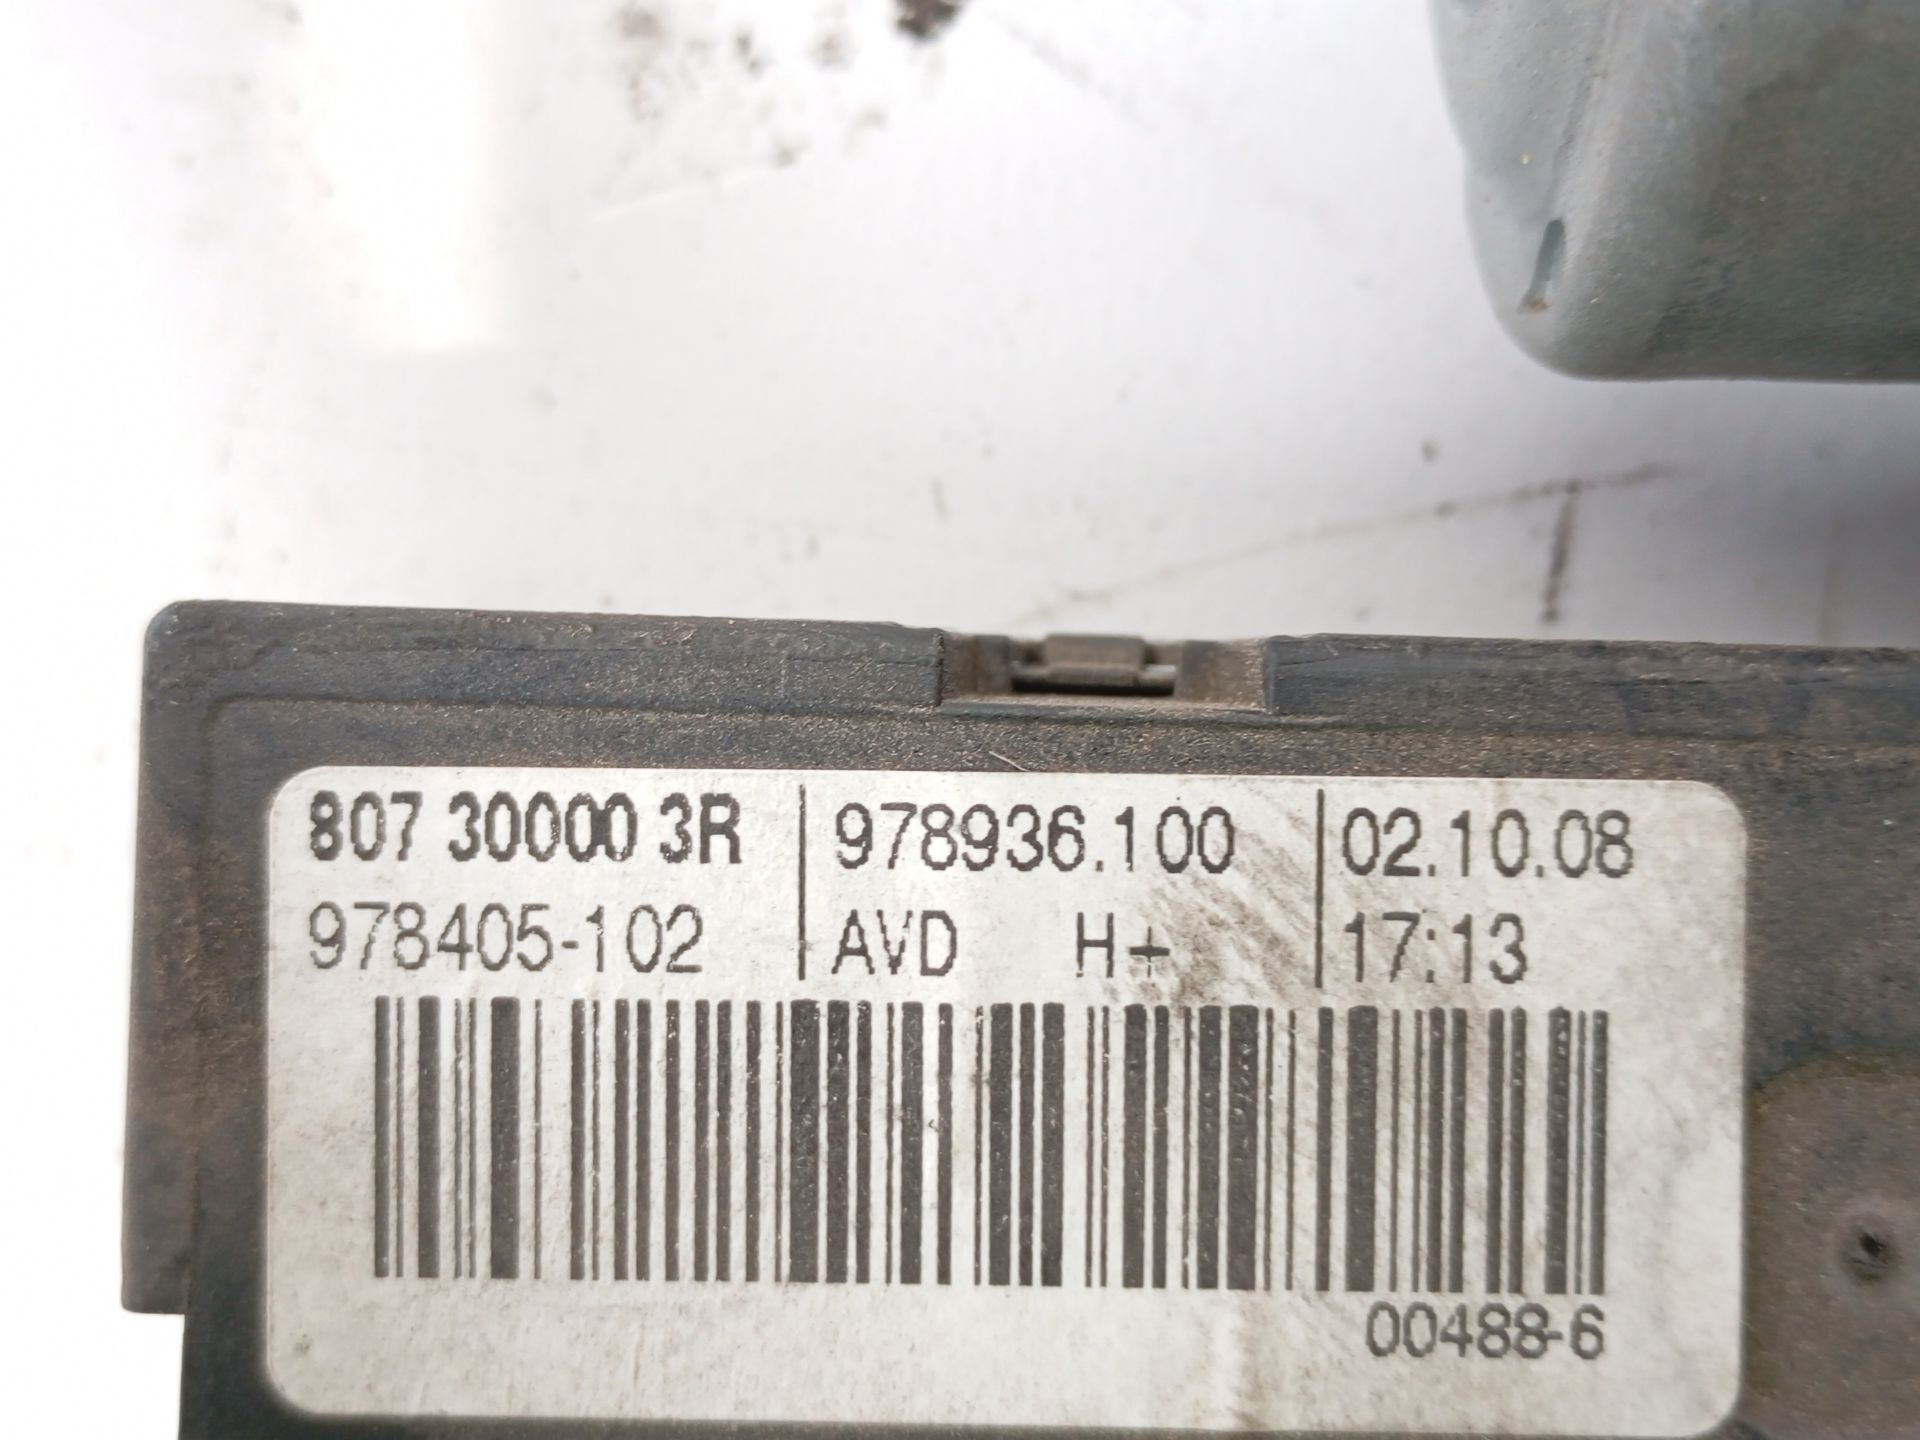 807 30000 3R 978936.100 02.10.08
978405-102 AVD H+ 17:13
00488-6